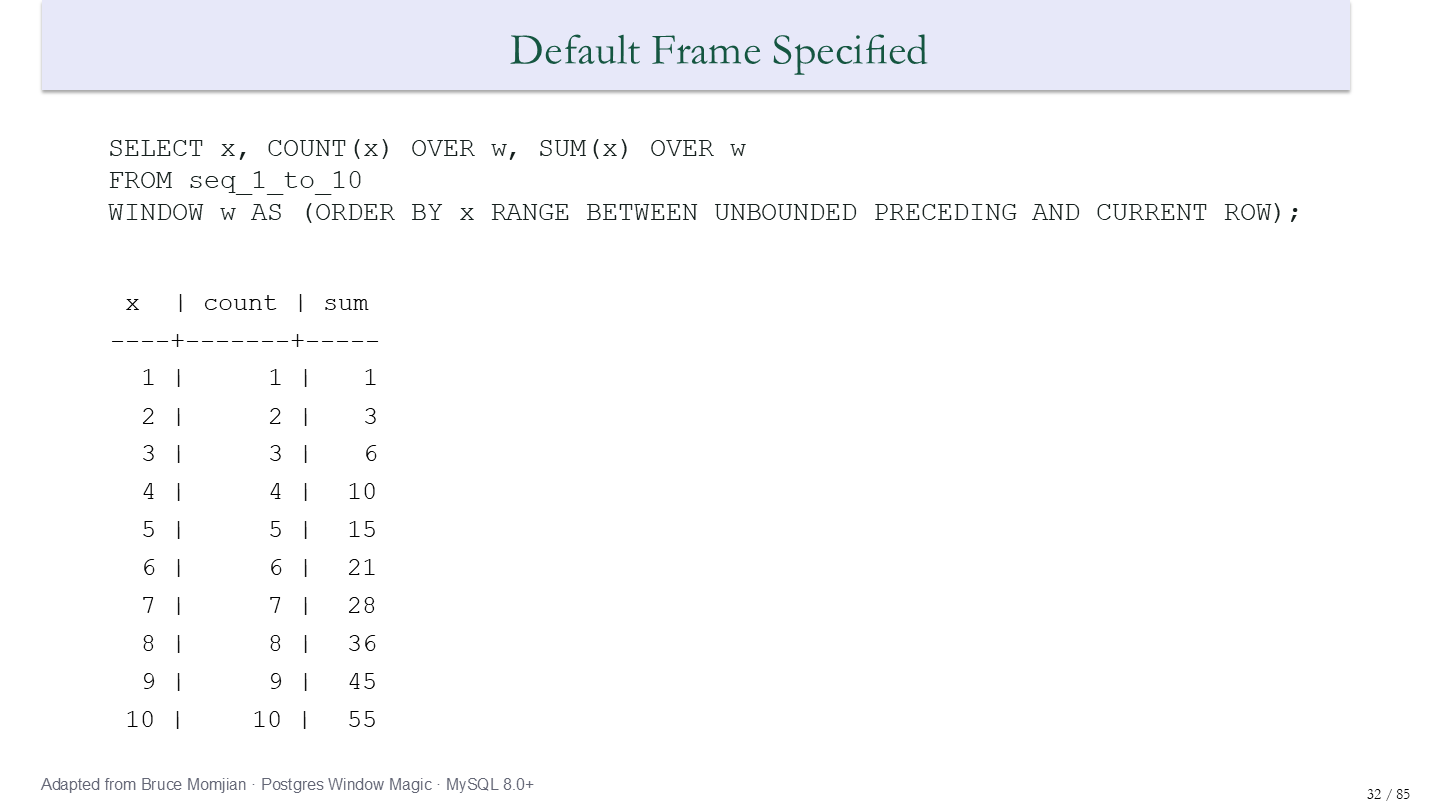 Default Frame Specified
SELECT x, COUNT(x) OVER w, SUM(x) OVER w
FROM seq_1_to_10
WINDOW w AS (ORDER BY x RANGE BETWEEN UNBOUNDED PRECEDING AND CURRENT ROW);
 x  | count | sum
----+-------+-----
  1 |     1 |   1
  2 |     2 |   3
  3 |     3 |   6
  4 |     4 |  10
  5 |     5 |  15
  6 |     6 |  21
  7 |     7 |  28
  8 |     8 |  36
  9 |     9 |  45
 10 |    10 |  55
Adapted from Bruce Momjian · Postgres Window Magic · MySQL 8.0+
32 / 85